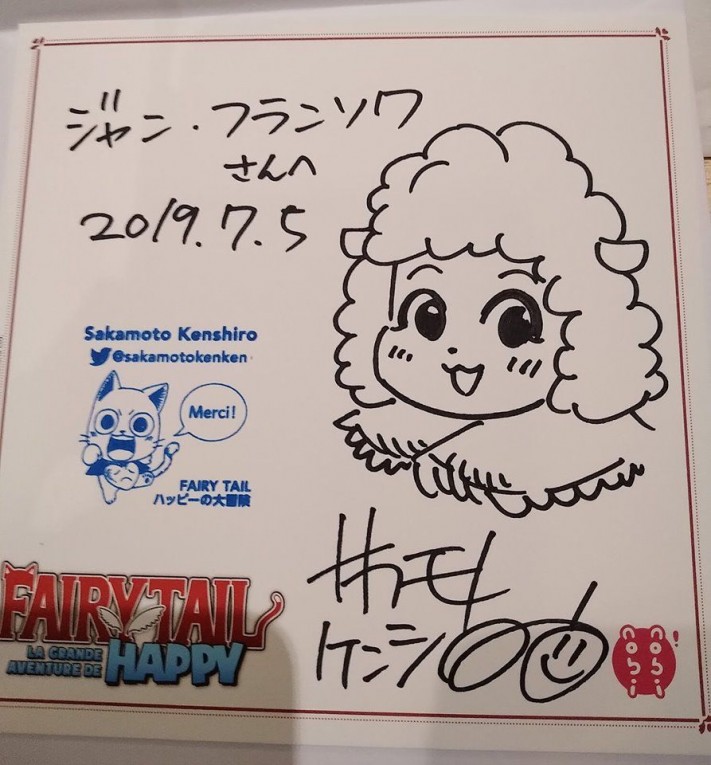 ジャン・フランソワ
さんへ
2019.7.5
Sakamoto Kenshiro
@sakamotokenken
Merci!
FAIRY TAIL
ハッピーの大冒険
サカモト
ケンシロウ
FAIRY TAIL
LA GRANDE
AVENTURE DE
HAPPY